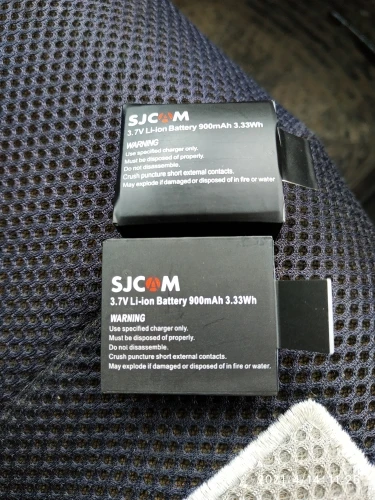 SJCAM
3.7V Li-ion Battery 900mAh 3.33Wh
WARNING
Use specified charger only.
Must be disposed of properly.
Do not disassemble.
Crush puncture short external contacts.
May explode if damaged or disposed of in fire or water
SJCAM
3.7V Li-ion Battery 900mAh 3.33Wh
WARNING
Use specified charger only.
Must be disposed of properly.
Do not disassemble.
Crush puncture short external contacts.
May explode if damaged or disposed of in fire or water.